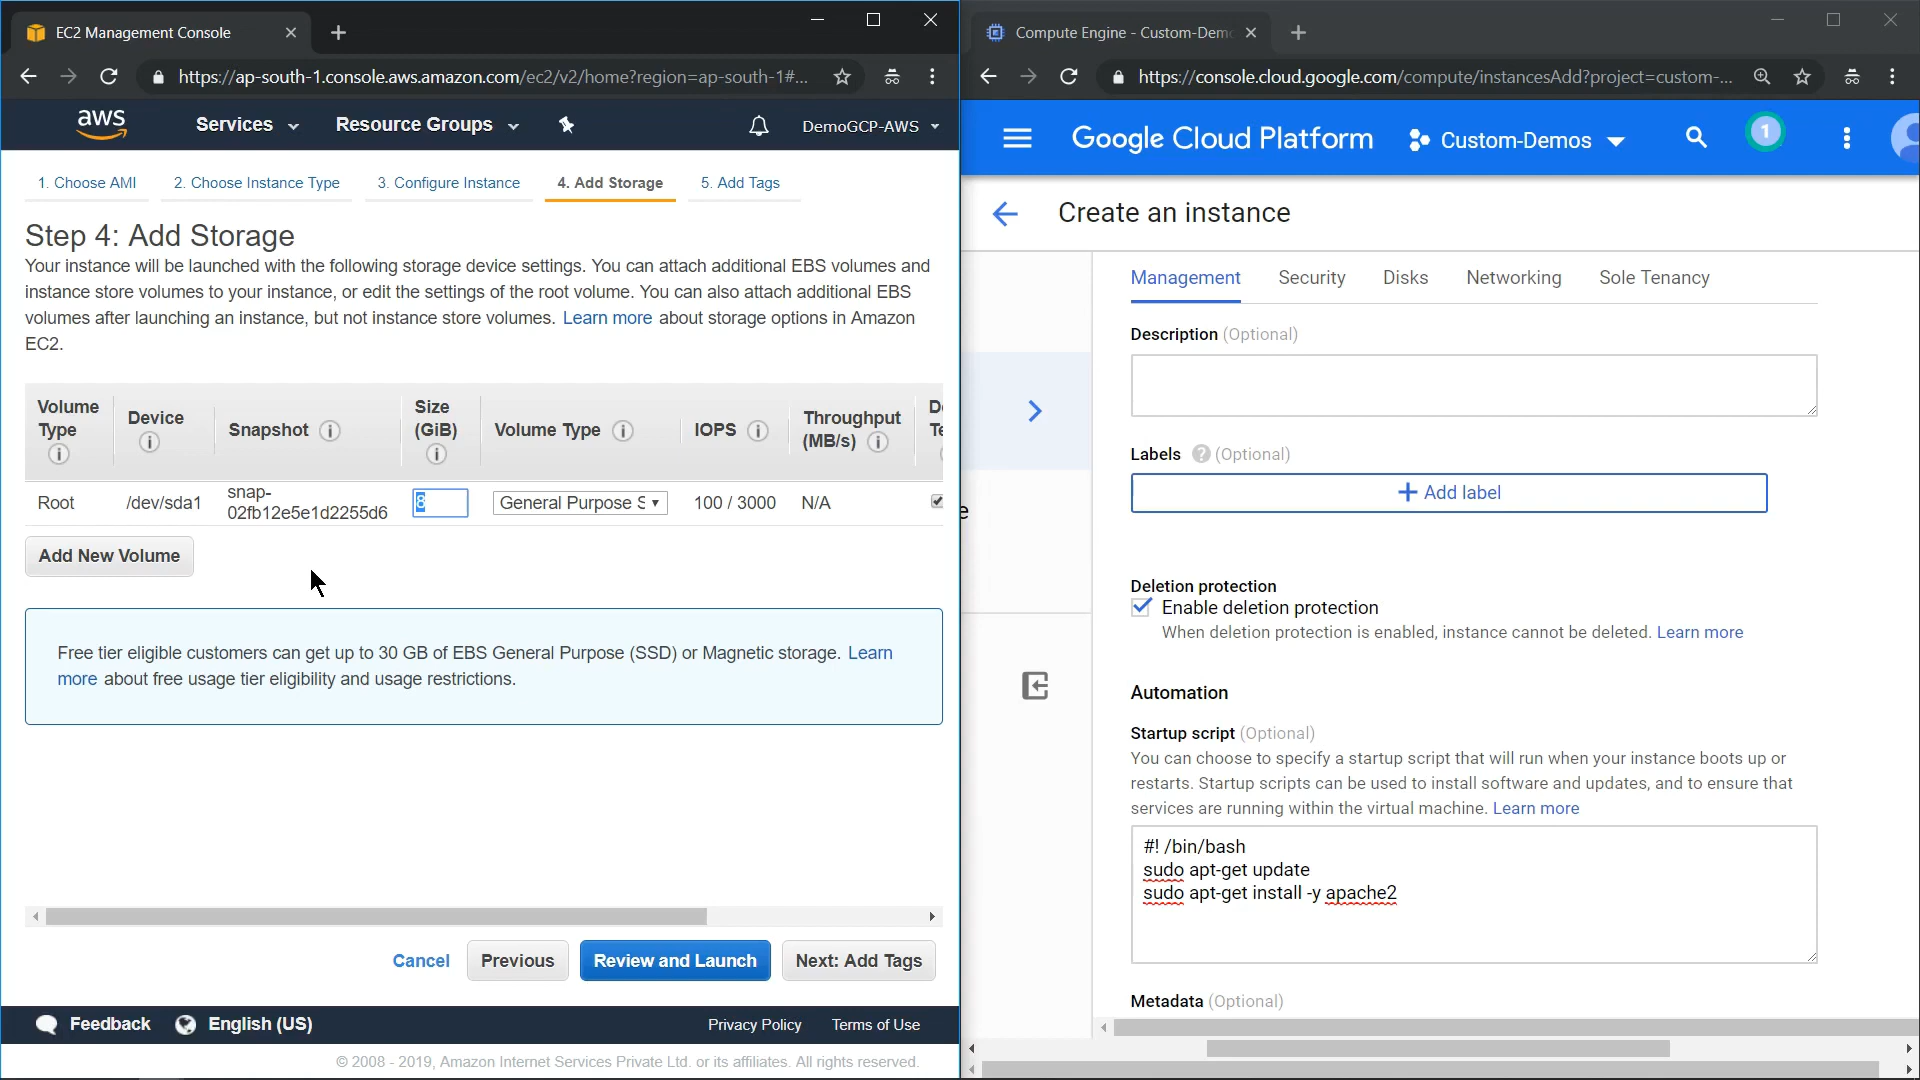 EC2 Management Console
https://ap-south-1.console.aws.amazon.com/ec2/v2/home?region=ap-south-1#...
aws
Services
Resource Groups
DemoGCP-AWS
1. Choose AMI
2. Choose Instance Type
3. Configure Instance
4. Add Storage
5. Add Tags
Step 4: Add Storage
Your instance will be launched with the following storage device settings. You can attach additional EBS volumes and
instance store volumes to your instance, or edit the settings of the root volume. You can also attach additional EBS
volumes after launching an instance, but not instance store volumes. Learn more about storage options in Amazon
EC2.
Volume
Type
Device
Snapshot
Size
(GiB)
Volume Type
IOPS
Throughput
(MB/s)
Root
/dev/sda1
snap-
02fb12e5e1d2255d6
8
General Purpose S
100 / 3000
N/A
Add New Volume
Free tier eligible customers can get up to 30 GB of EBS General Purpose (SSD) or Magnetic storage. Learn
more about free usage tier eligibility and usage restrictions.
Cancel
Previous
Review and Launch
Next: Add Tags
Feedback
English (US)
Privacy Policy
Terms of Use
© 2008 - 2019, Amazon Internet Services Private Ltd. or its affiliates. All rights reserved.
Compute Engine - Custom-Dem
https://console.cloud.google.com/compute/instancesAdd?project=custom-...
Google Cloud Platform
Custom-Demos
1
Create an instance
Management
Security
Disks
Networking
Sole Tenancy
Description (Optional)
Labels (Optional)
Add label
Deletion protection
Enable deletion protection
When deletion protection is enabled, instance cannot be deleted. Learn more
Automation
Startup script (Optional)
You can choose to specify a startup script that will run when your instance boots up or
restarts. Startup scripts can be used to install software and updates, and to ensure that
services are running within the virtual machine. Learn more
#! /bin/bash
sudo apt-get update
sudo apt-get install -y apache2
Metadata (Optional)